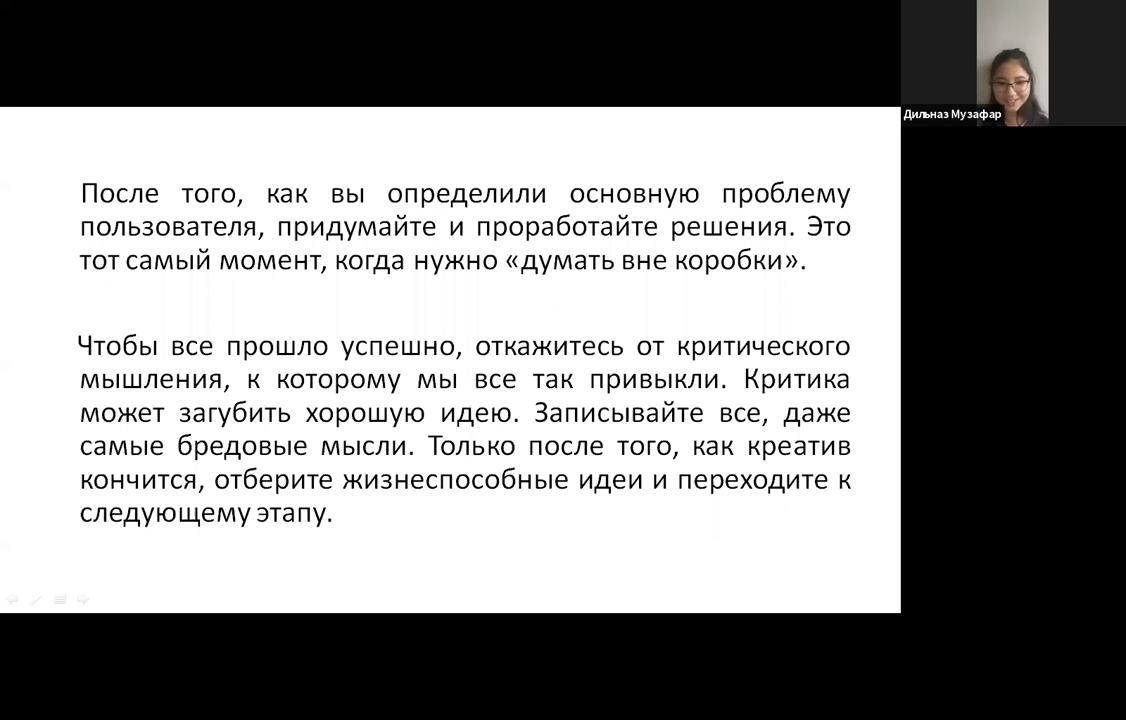 Дильназ Музафар
После того, как вы определили основную проблему
пользователя, придумайте и проработайте решения. Это
тот самый момент, когда нужно «думать вне коробки».
Чтобы все прошло успешно, откажитесь от критического
мышления, к которому мы все так привыкли. Критика
может загубить хорошую идею. Записывайте все, даже
самые бредовые мысли. Только после того, как креатив
кончится, отберите жизнеспособные идеи и переходите к
следующему этапу.